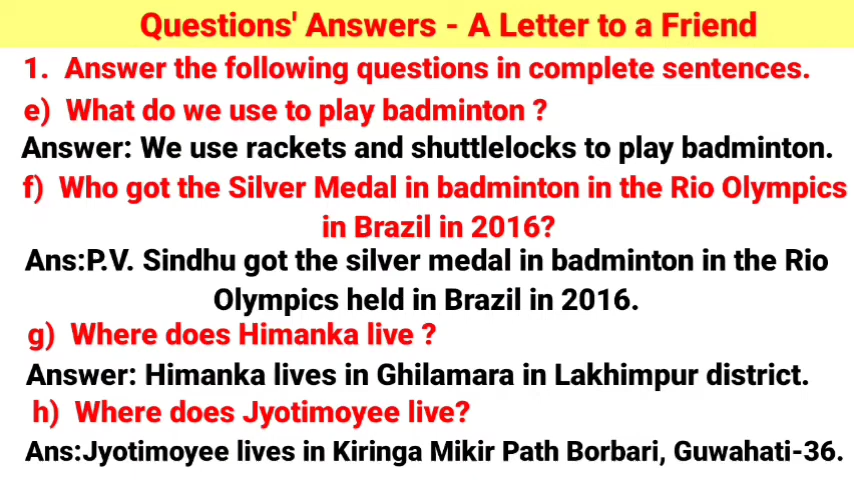 Questions' Answers - A Letter to a Friend
1. Answer the following questions in complete sentences.
e) What do we use to play badminton ?
Answer: We use rackets and shuttlelocks to play badminton.
f) Who got the Silver Medal in badminton in the Rio Olympics
in Brazil in 2016?
Ans:P.V. Sindhu got the silver medal in badminton in the Rio
Olympics held in Brazil in 2016.
g) Where does Himanka live ?
Answer: Himanka lives in Ghilamara in Lakhimpur district.
h) Where does Jyotimoyee live?
Ans:Jyotimoyee lives in Kiringa Mikir Path Borbari, Guwahati-36.